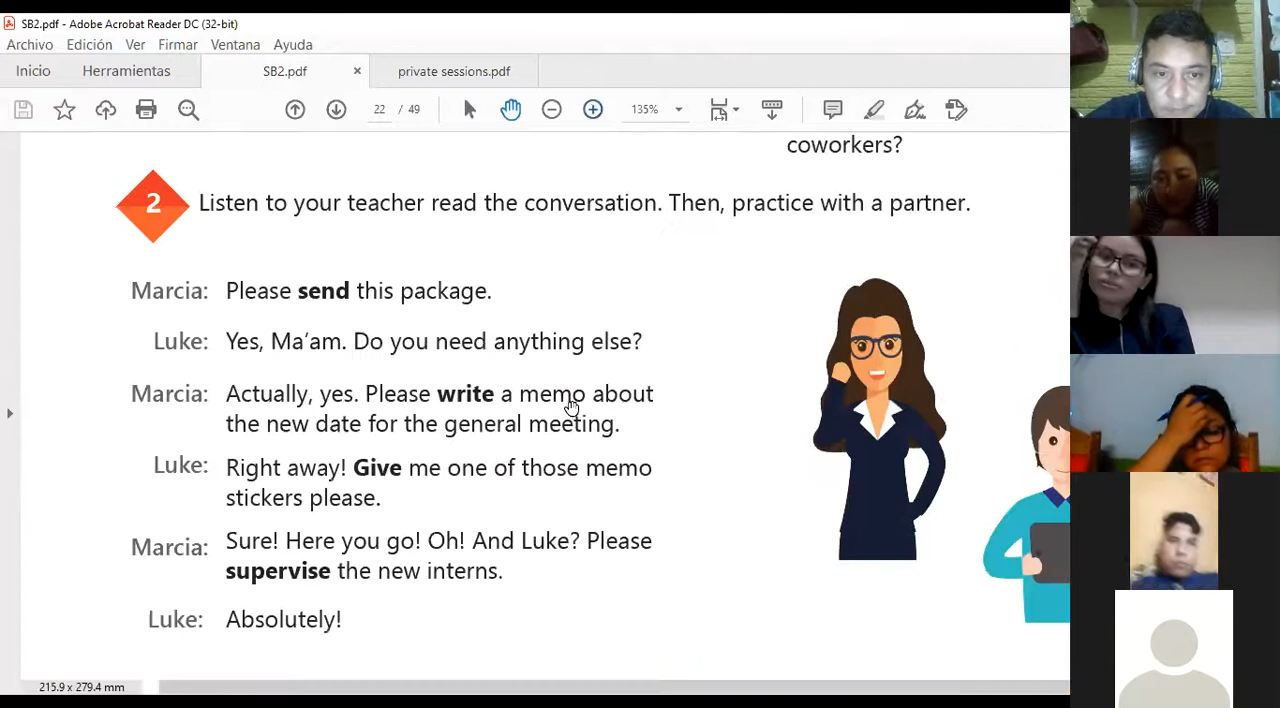 SB2.pdf - Adobe Acrobat Reader DC (32-bit)
Archivo Edición Ver Firmar Ventana Ayuda
Inicio Herramientas SB2.pdf × private sessions.pdf
22 / 49 135%
coworkers?
2 Listen to your teacher read the conversation. Then, practice with a partner.
Marcia: Please send this package.
Luke: Yes, Ma'am. Do you need anything else?
Marcia: Actually, yes. Please write a memo about
the new date for the general meeting.
Luke: Right away! Give me one of those memo
stickers please.
Marcia: Sure! Here you go! Oh! And Luke? Please
supervise the new interns.
Luke: Absolutely!
215.9 x 279.4 mm